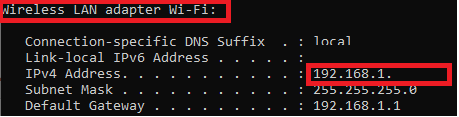 Wireless LAN adapter Wi-Fi:
Connection-specific DNS Suffix . : local
Link-local IPv6 Address . . . . . :
IPv4 Address. . . . . . . . . . . : 192.168.1.
Subnet Mask . . . . . . . . . . . : 255.255.255.0
Default Gateway . . . . . . . . . : 192.168.1.1